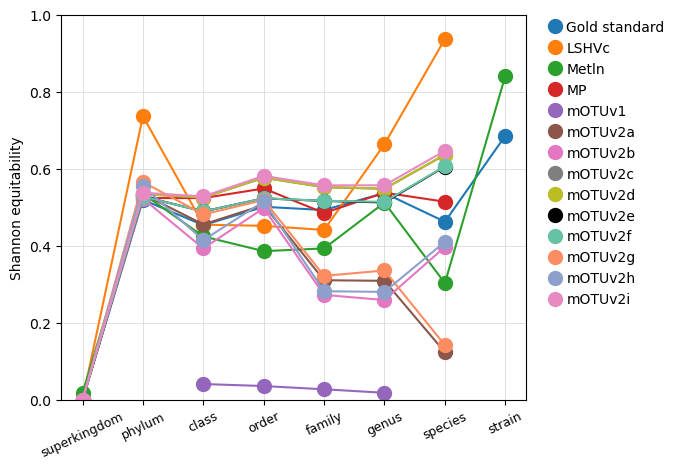 1.0
0.8
0.6
0.4
0.2
0.0
Shannon equitability
superkingdom
phylum
class
order
family
genus
species
strain
Gold standard
LSHVc
Metln
MP
mOTUv1
mOTUv2a
mOTUv2b
mOTUv2c
mOTUv2d
mOTUv2e
mOTUv2f
mOTUv2g
mOTUv2h
mOTUv2i